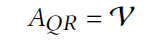 A_{QR} = 𝓥